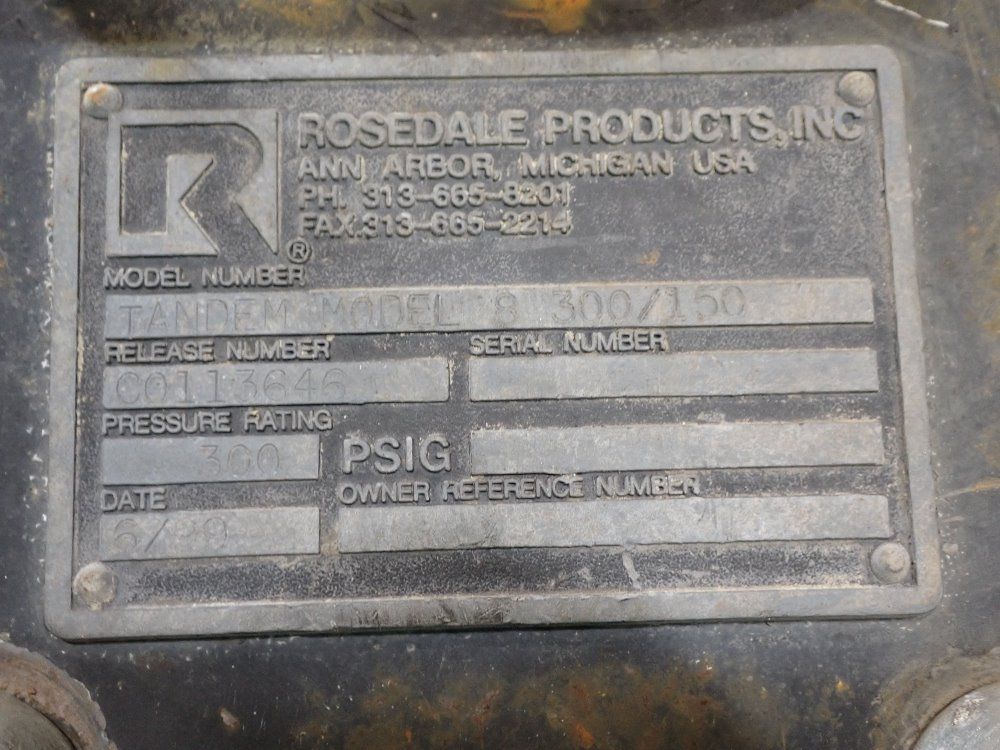 ROSEDALE PRODUCTS, INC
ANN ARBOR, MICHIGAN USA
PH. 313-665-8201
FAX.313-665-2214
R
®
MODEL NUMBER
TANDEM MODEL 8 300/150
RELEASE NUMBER SERIAL NUMBER
C0113646
PRESSURE RATING
300 PSIG
DATE OWNER REFERENCE NUMBER